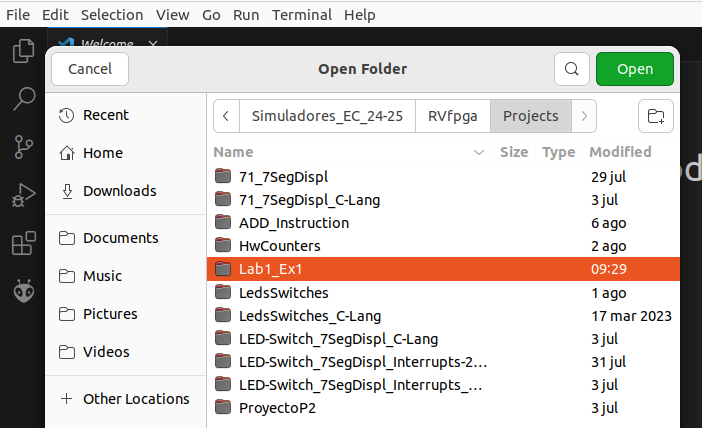 File Edit Selection View Go Run Terminal Help
Welcome
Cancel Open Folder Open
Recent
Home
Downloads
Documents
Music
Pictures
Videos
+ Other Locations
Simuladores_EC_24-25 RVfpga Projects
Name Size Type Modified
71_7SegDispl 29 jul
71_7SegDispl_C-Lang 3 jul
ADD_Instruction 6 ago
HwCounters 2 ago
Lab1_Ex1 09:29
LedsSwitches 1 ago
LedsSwitches_C-Lang 17 mar 2023
LED-Switch_7SegDispl_C-Lang 3 jul
LED-Switch_7SegDispl_Interrupts-2... 31 jul
LED-Switch_7SegDispl_Interrupts_... 3 jul
ProyectoP2 3 jul